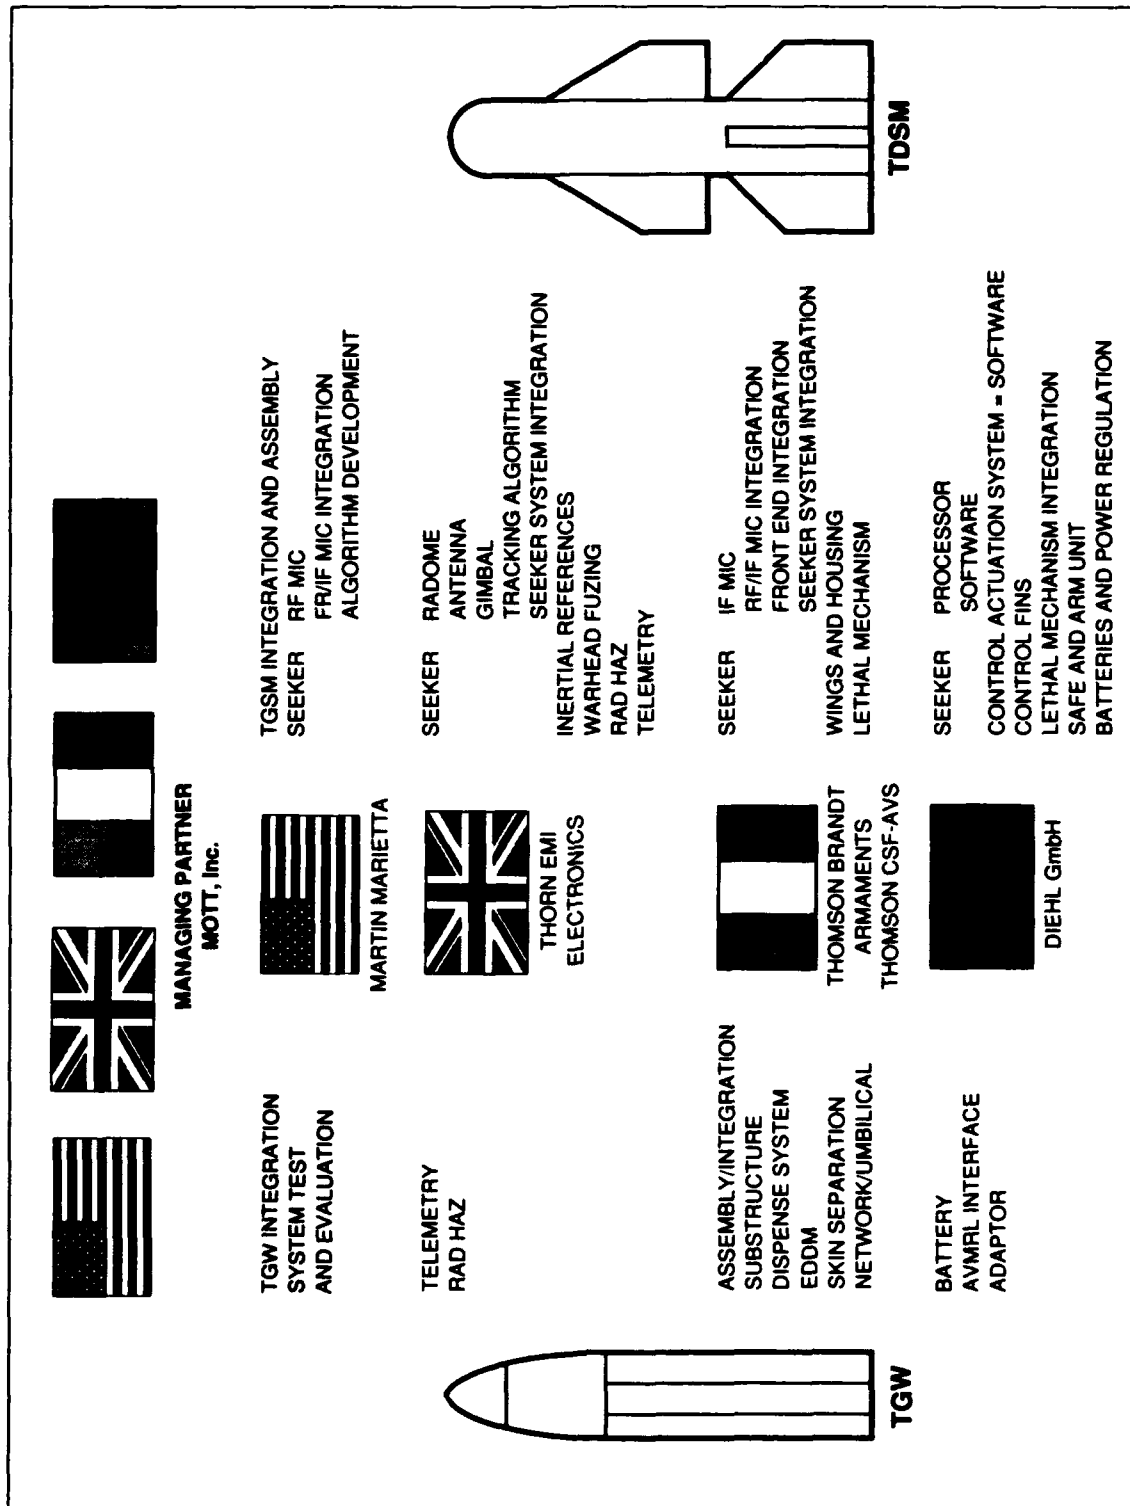 MANAGING PARTNER
MOTT, Inc.
TGW INTEGRATION
SYSTEM TEST
AND EVALUATION
MARTIN MARIETTA
TGSM INTEGRATION AND ASSEMBLY
SEEKER RF MIC
FR/IF MIC INTEGRATION
ALGORITHM DEVELOPMENT
TELEMETRY
RAD HAZ
THORN EMI
ELECTRONICS
SEEKER RADOME
ANTENNA
GIMBAL
TRACKING ALGORITHM
SEEKER SYSTEM INTEGRATION
INERTIAL REFERENCES
WARHEAD FUZING
RAD HAZ
TELEMETRY
ASSEMBLY/INTEGRATION
SUBSTRUCTURE
DISPENSE SYSTEM
EDDM
SKIN SEPARATION
NETWORK/UMBILICAL
THOMSON BRANDT
ARMAMENTS
THOMSON CSF-AVS
SEEKER IF MIC
RF/IF MIC INTEGRATION
FRONT END INTEGRATION
SEEKER SYSTEM INTEGRATION
WINGS AND HOUSING
LETHAL MECHANISM
BATTERY
AVMRL INTERFACE
ADAPTOR
DIEHL GmbH
SEEKER PROCESSOR
SOFTWARE
CONTROL ACTUATION SYSTEM = SOFTWARE
CONTROL FINS
LETHAL MECHANISM INTEGRATION
SAFE AND ARM UNIT
BATTERIES AND POWER REGULATION
TGW
TDSM